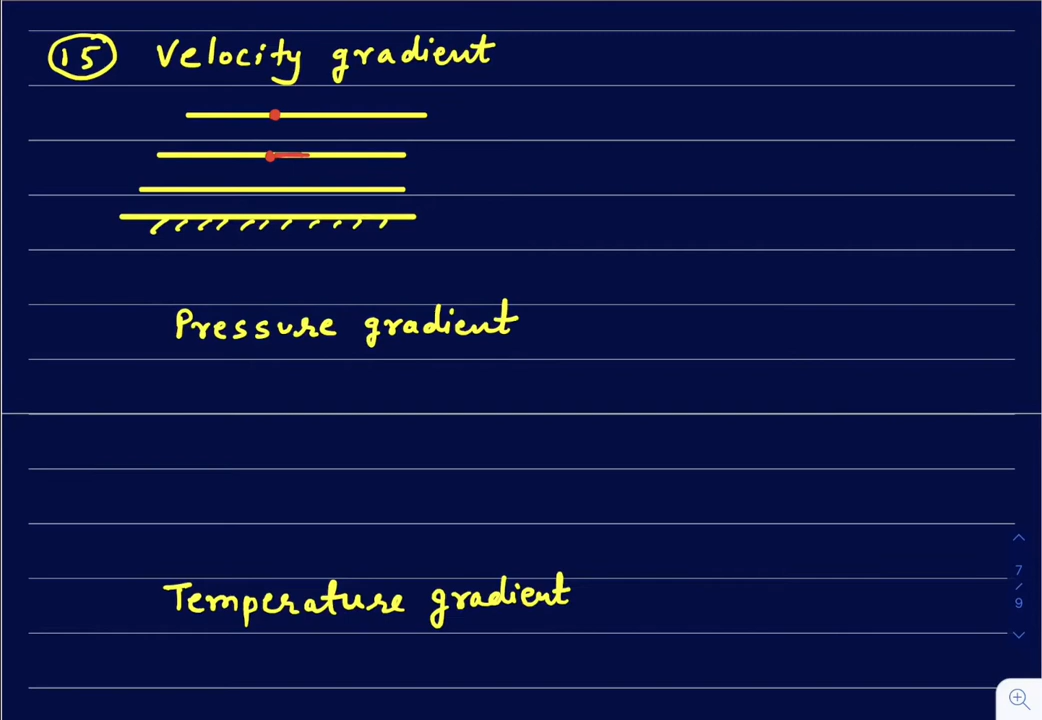 15 Velocity gradient
Pressure gradient
Temperature gradient
7
/
9